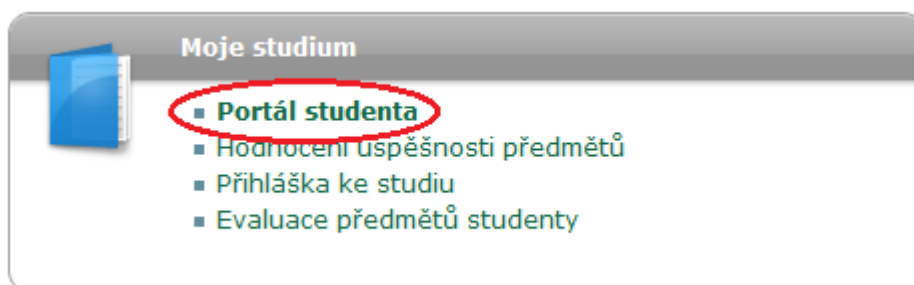 Moje studium
Portál studenta
Hodnocení úspěšnosti předmětů
Přihláška ke studiu
Evaluace předmětů studenty